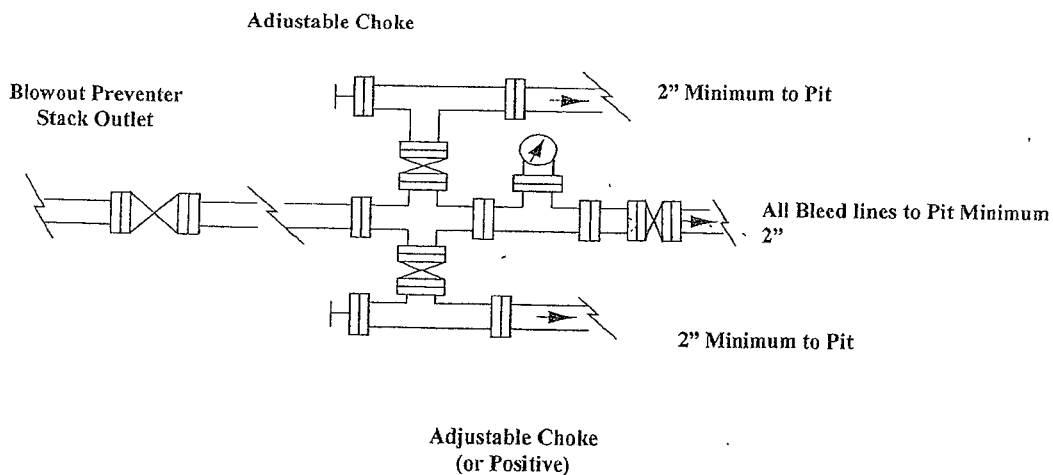 Adiustable Choke
Blowout Preventer
Stack Outlet
2” Minimum to Pit
All Bleed lines to Pit Minimum
2”
2” Minimum to Pit
Adjustable Choke
(or Positive)